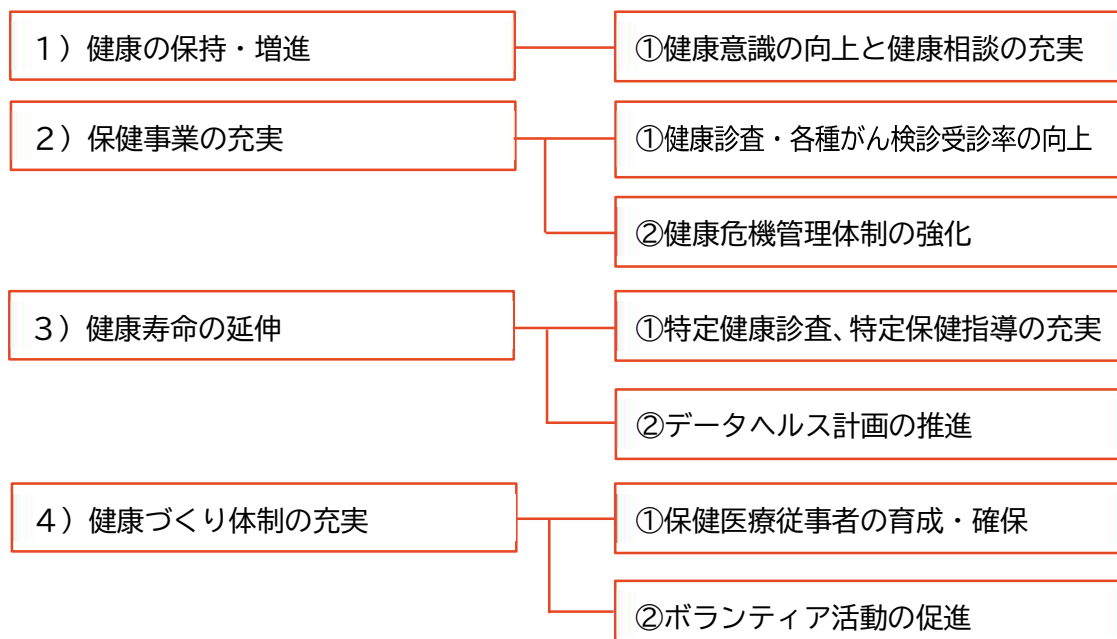 1）健康の保持・増進
①健康意識の向上と健康相談の充実
2）保健事業の充実
①健康診査・各種がん検診受診率の向上
②健康危機管理体制の強化
3）健康寿命の延伸
①特定健康診査、特定保健指導の充実
②データヘルス計画の推進
4）健康づくり体制の充実
①保健医療従事者の育成・確保
②ボランティア活動の促進